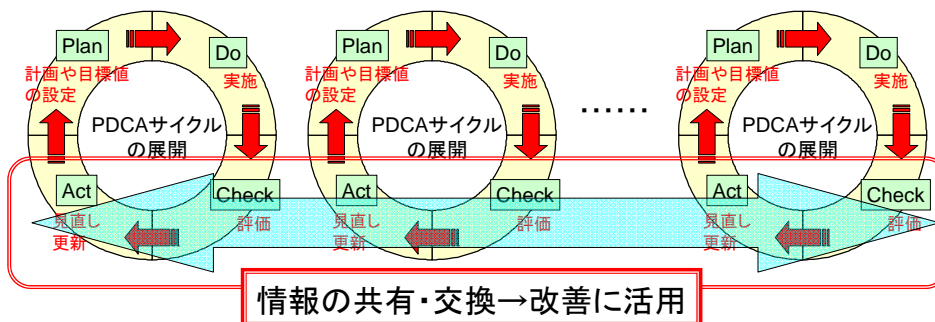 Plan
Do
計画や目標値
の設定
実施
PDCAサイクル
の展開
Act
Check
見直し
更新
評価
Plan
Do
計画や目標値
の設定
実施
PDCAサイクル
の展開
Act
Check
見直し
更新
評価
……
Plan
Do
計画や目標値
の設定
実施
PDCAサイクル
の展開
Act
Check
見直し
更新
評価
情報の共有・交換→改善に活用